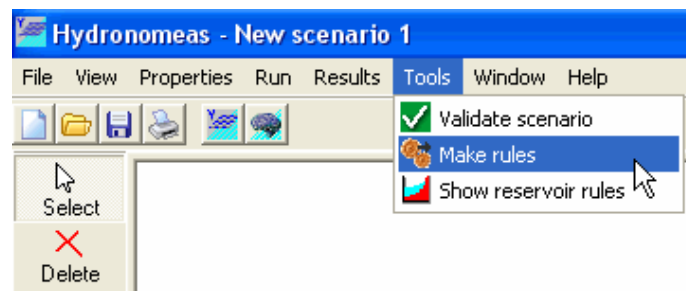 Hydronomeas - New scenario 1
File View Properties Run Results Tools Window Help
Validate scenario
Make rules
Show reservoir rules
Select
Delete